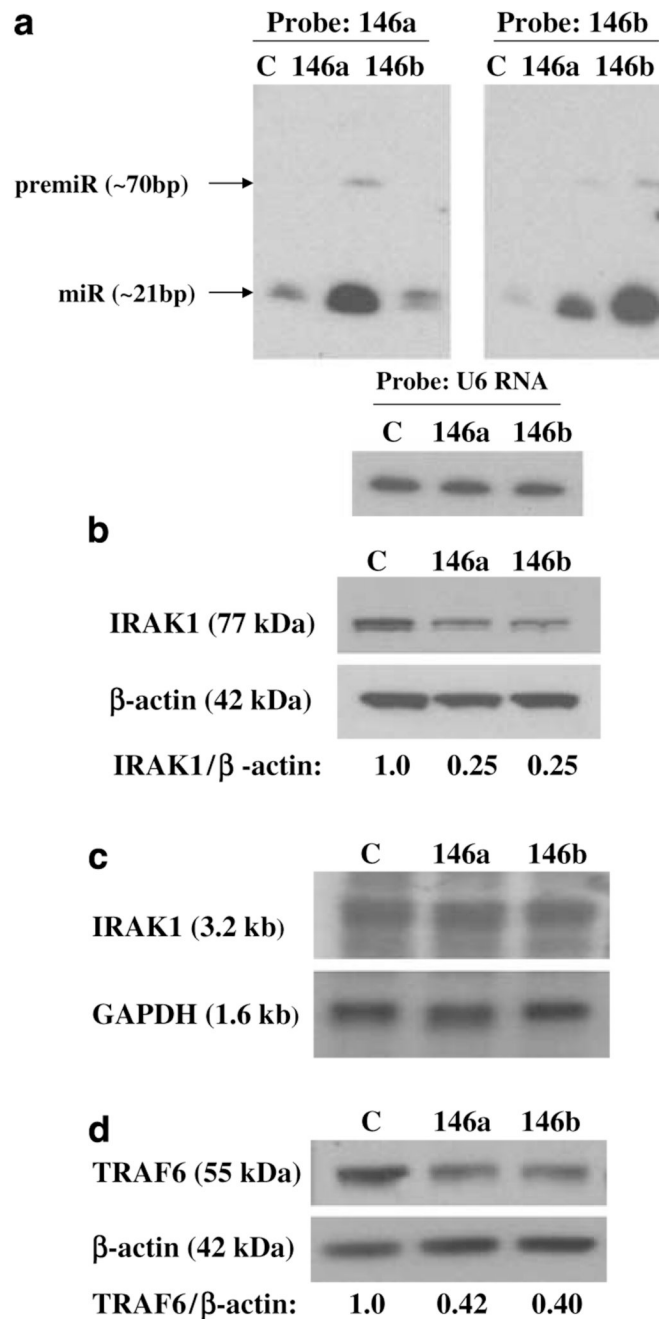 a
Probe: 146a
Probe: 146b
C 146a 146b
C 146a 146b
premiR (~70bp)
miR (~21bp)
Probe: U6 RNA
C 146a 146b
b
C 146a 146b
IRAK1 (77 kDa)
β-actin (42 kDa)
IRAK1/β -actin: 1.0 0.25 0.25
c
C 146a 146b
IRAK1 (3.2 kb)
GAPDH (1.6 kb)
d
C 146a 146b
TRAF6 (55 kDa)
β-actin (42 kDa)
TRAF6/β-actin: 1.0 0.42 0.40